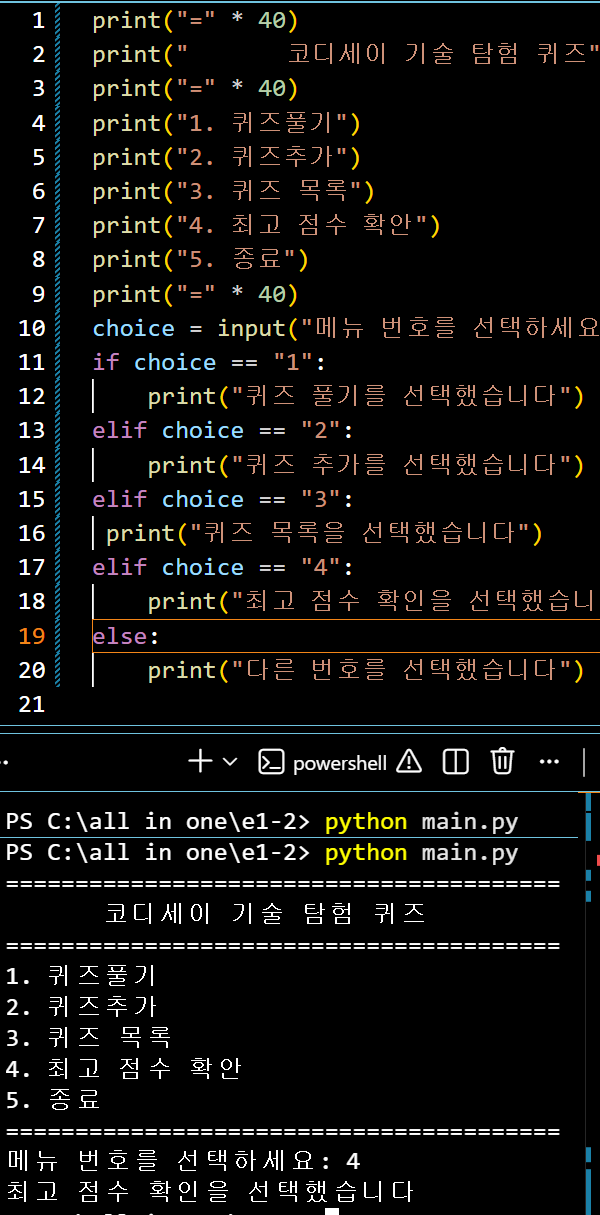 1 print("=" * 40)
2 print("       코디세이 기술 탐험 퀴즈"
3 print("=" * 40)
4 print("1. 퀴즈풀기")
5 print("2. 퀴즈추가")
6 print("3. 퀴즈 목록")
7 print("4. 최고 점수 확안")
8 print("5. 종료")
9 print("=" * 40)
10 choice = input("메뉴 번호를 선택하세요
11 if choice == "1":
12     print("퀴즈 풀기를 선택했습니다")
13 elif choice == "2":
14     print("퀴즈 추가를 선택했습니다")
15 elif choice == "3":
16  print("퀴즈 목록을 선택했습니다")
17 elif choice == "4":
18     print("최고 점수 확인을 선택했습니
19 else:
20     print("다른 번호를 선택했습니다")
21
powershell
PS C:\all in one\e1-2> python main.py
PS C:\all in one\e1-2> python main.py
========================================
       코디세이 기술 탐험 퀴즈
========================================
1. 퀴즈풀기
2. 퀴즈추가
3. 퀴즈 목록
4. 최고 점수 확안
5. 종료
========================================
메뉴 번호를 선택하세요: 4
최고 점수 확인을 선택했습니다